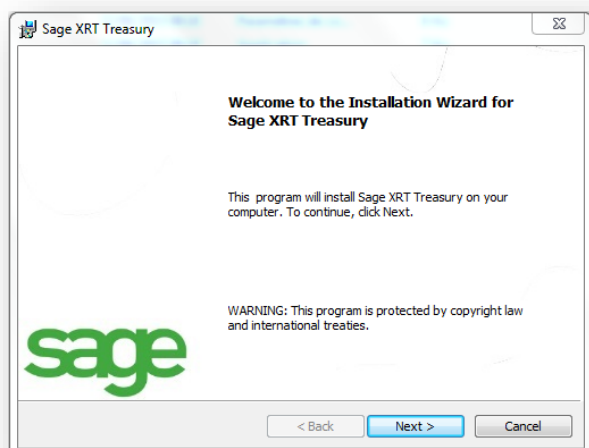 Sage XRT Treasury
Welcome to the Installation Wizard for
Sage XRT Treasury
This program will install Sage XRT Treasury on your
computer. To continue, click Next.
WARNING: This program is protected by copyright law
and international treaties.
sage
< Back
Next >
Cancel